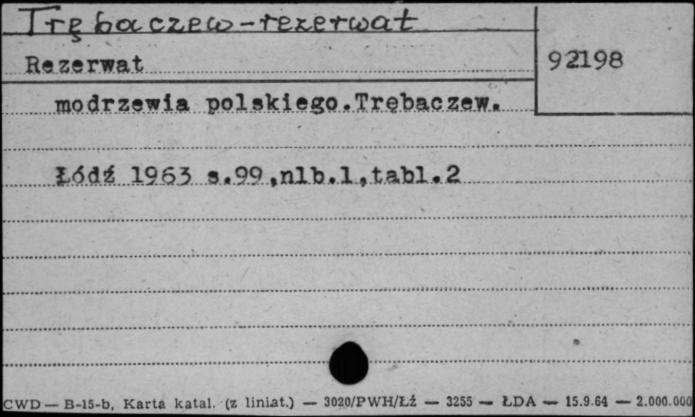 Trębaczew-rezerwat
Rezerwat
92198
modrzewia polskiego.Trębaczew.
Łódź 1963 s.99,nlb.1,tabl.2
CWD — B-15-b, Karta katal. (z liniat.) — 3020/PWH/Łż — 3255 — ŁDA — 15.9.64 — 2.000.000